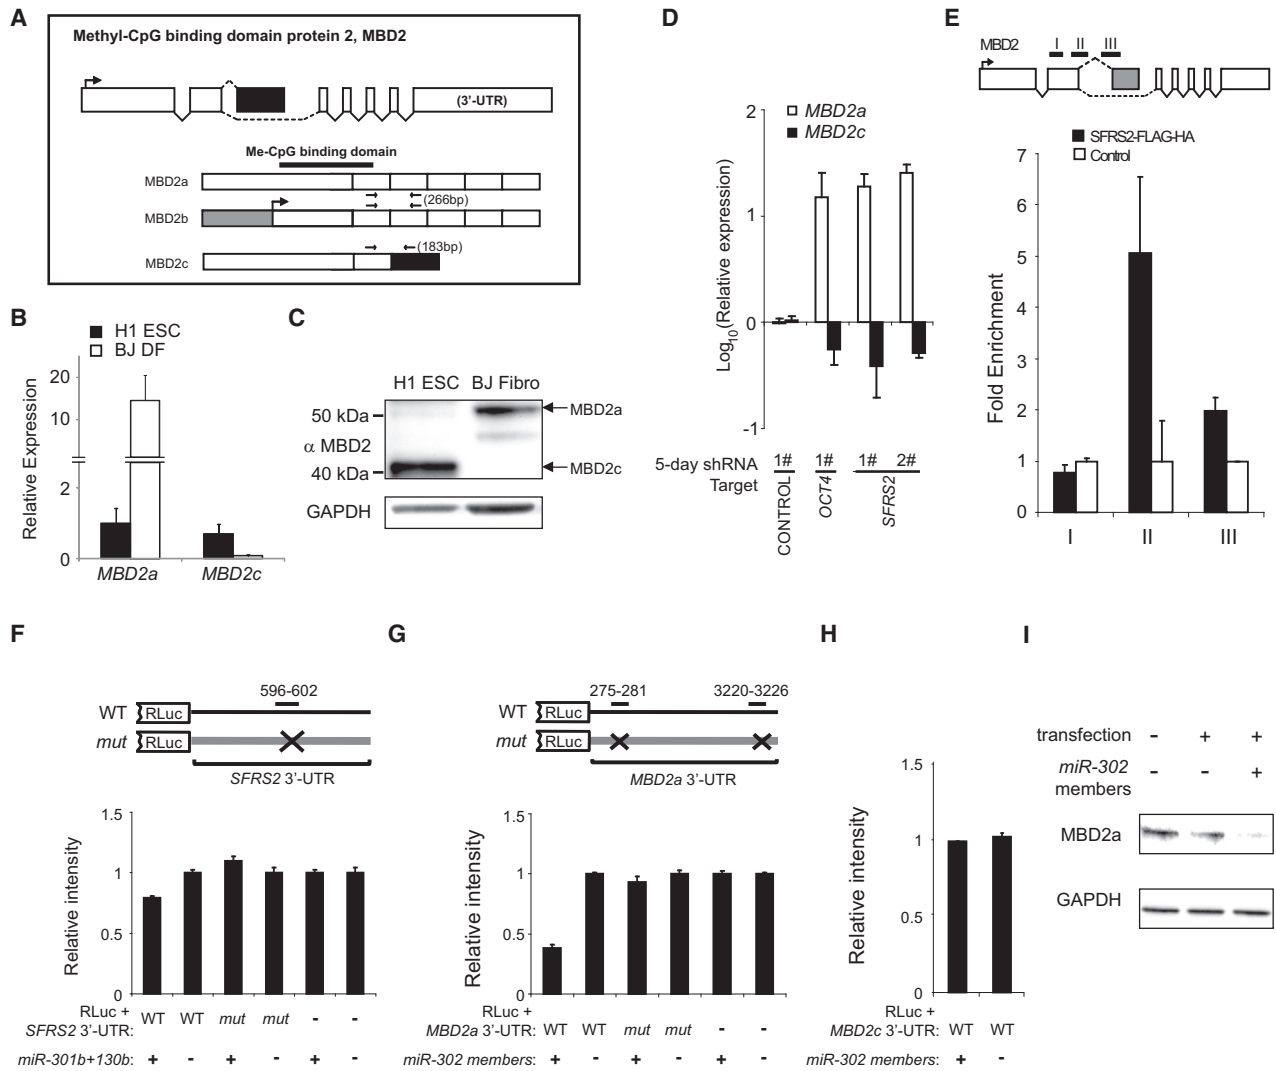 A
Methyl-CpG binding domain protein 2, MBD2
(3'-UTR)
Me-CpG binding domain
MBD2a
(266bp)
MBD2b
(183bp)
MBD2c
B
H1 ESC
BJ DF
Relative Expression
20
10
2
0
MBD2a
MBD2c
C
H1 ESC BJ Fibro
50 kDa
MBD2a
α MBD2
40 kDa
MBD2c
GAPDH
D
MBD2a
MBD2c
Log10(Relative expression)
2
1
0
-1
5-day shRNA
Target
1# 1# 1# 2#
CONTROL
OCT4
SFRS2
E
MBD2
I II III
SFRS2-FLAG-HA
Control
Fold Enrichment
7
6
5
4
3
2
1
0
I II III
F
596-602
WT RLuc
mut RLuc
SFRS2 3'-UTR
Relative intensity
1.5
1
0.5
0
RLuc +
SFRS2 3'-UTR: WT WT mut mut - -
miR-301b+130b: + - + - + -
G
275-281 3220-3226
WT RLuc
mut RLuc
MBD2a 3'-UTR
Relative intensity
1.5
1
0.5
0
RLuc +
MBD2a 3'-UTR: WT WT mut mut - -
miR-302 members: + - + - + -
H
Relative intensity
1.5
1
0.5
0
RLuc +
MBD2c 3'-UTR: WT WT
miR-302 members: + -
I
transfection - + +
miR-302
members - - +
MBD2a
GAPDH